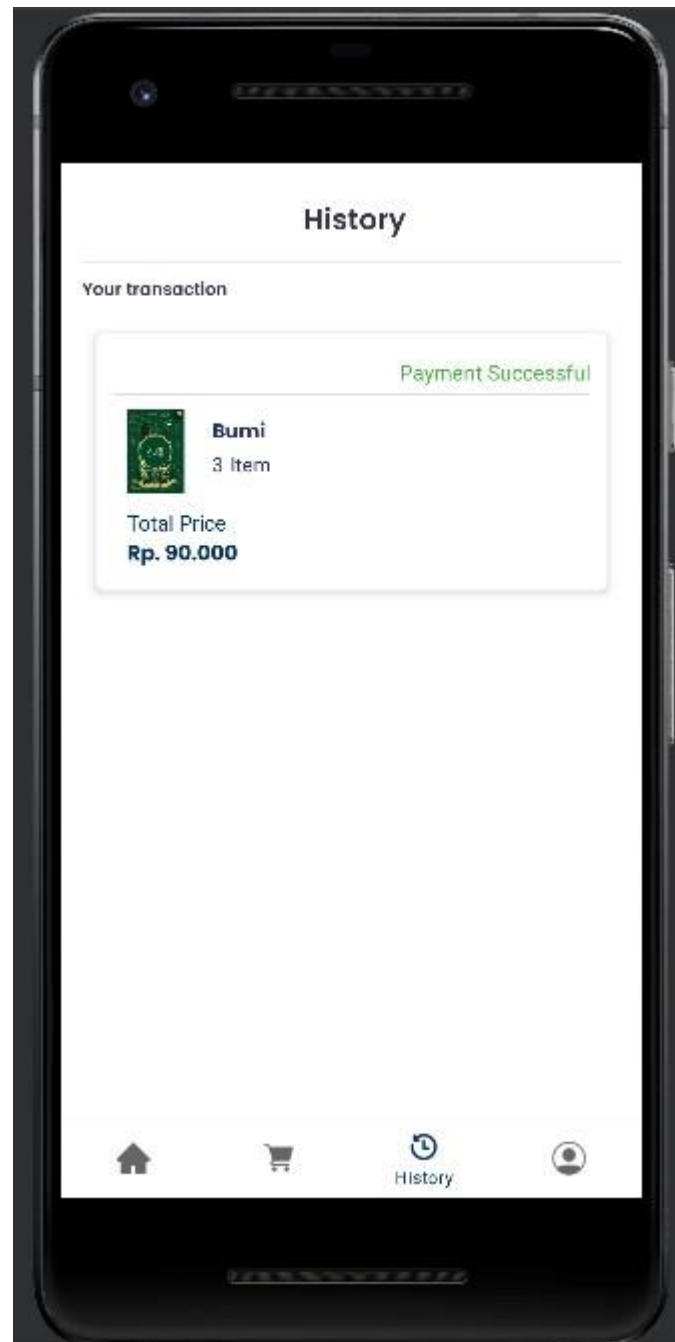 History
Your transaction
Payment Successful
Bumi
3 Item
Total Price
Rp. 90.000
History